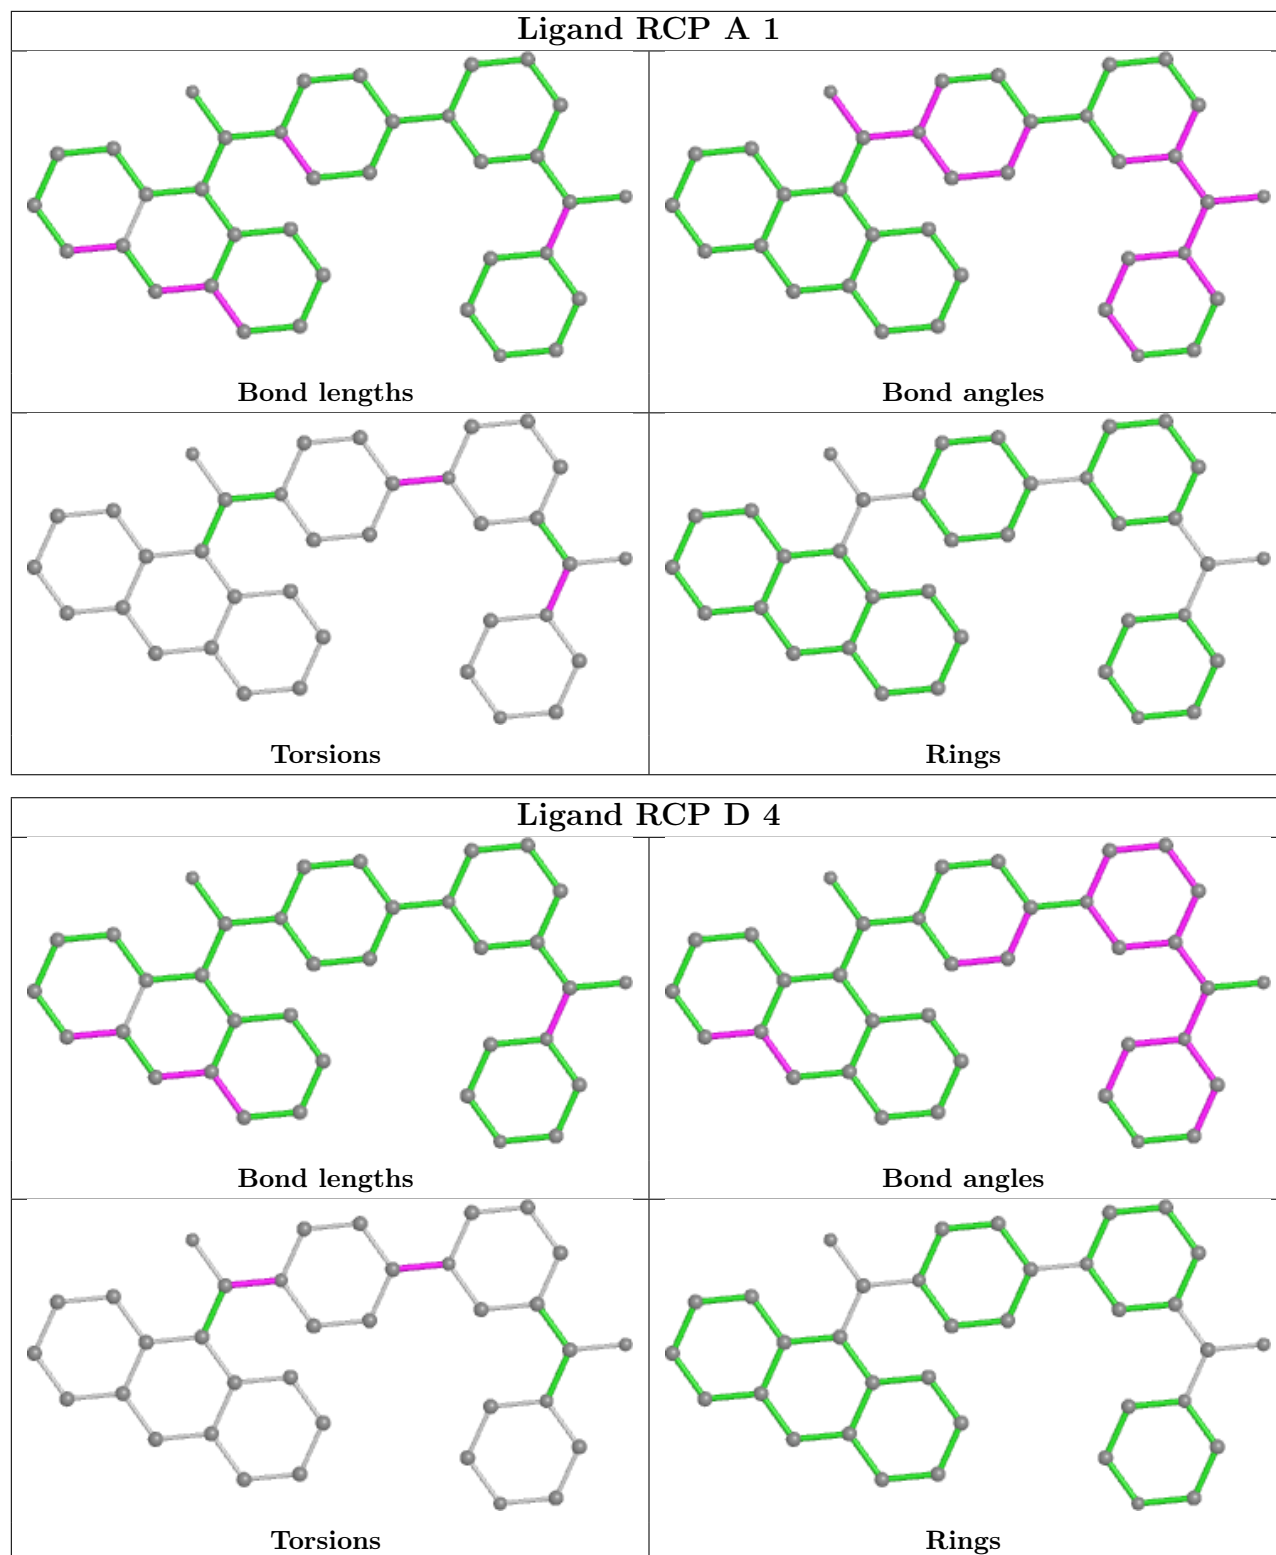 Ligand RCP A 1
Bond lengths
Bond angles
Torsions
Rings
Ligand RCP D 4
Bond lengths
Bond angles
Torsions
Rings